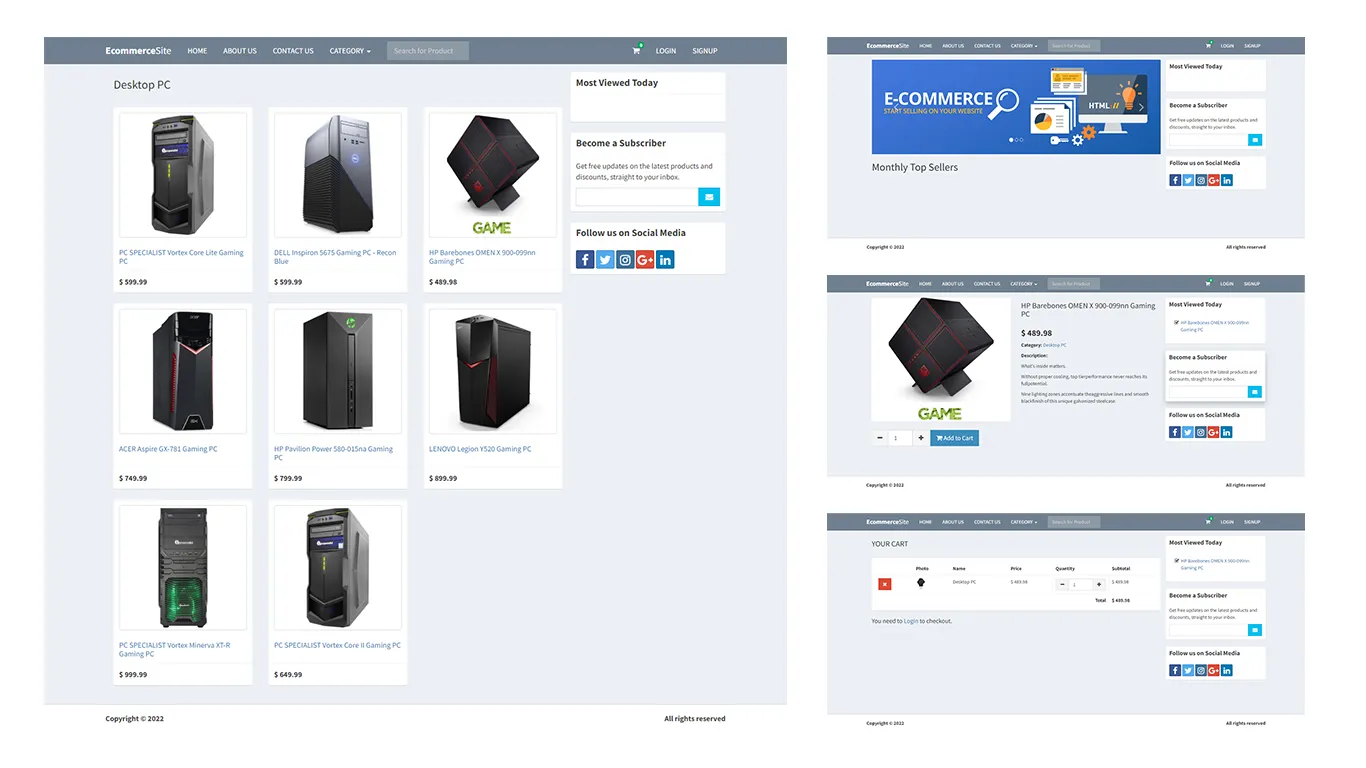 EcommerceSite HOME ABOUT US CONTACT US CATEGORY Search for Product LOGIN SIGNUP
Desktop PC
GAME
PC SPECIALIST Vortex Core Lite Gaming
PC
$ 599.99
DELL Inspiron 5675 Gaming PC - Recon
Blue
$ 599.99
HP Barebones OMEN X 900-099nn
Gaming PC
$ 489.98
ACER Aspire GX-781 Gaming PC
$ 749.99
HP Pavilion Power 580-015na Gaming
PC
$ 799.99
LENOVO Legion Y520 Gaming PC
$ 899.99
PC SPECIALIST Vortex Minerva XT-R
Gaming PC
$ 999.99
PC SPECIALIST Vortex Core II Gaming PC
$ 649.99
Most Viewed Today
Become a Subscriber
Get free updates on the latest products and
discounts, straight to your inbox.
Follow us on Social Media
Copyright © 2022 All rights reserved
EcommerceSite HOME ABOUT US CONTACT US CATEGORY Search for Product LOGIN SIGNUP
E-COMMERCE
START SELLING ON YOUR WEBSITE
HTML://
Monthly Top Sellers
Most Viewed Today
Become a Subscriber
Get free updates on the latest products and
discounts, straight to your inbox.
Follow us on Social Media
Copyright © 2022 All rights reserved
EcommerceSite HOME ABOUT US CONTACT US CATEGORY Search for Product LOGIN SIGNUP
GAME
1 Add to Cart
HP Barebones OMEN X 900-099nn Gaming
PC
$ 489.98
Category: Desktop PC
Description:
What's inside matters.
Without proper cooling, top tierperformance never reaches its
fullpotential.
Nine lighting zones accentuate theaggressive lines and smooth
blackfinish of this unique galvanized steelcase.
Most Viewed Today
HP Barebones OMEN X 900-099nn
Gaming PC
Become a Subscriber
Get free updates on the latest products and
discounts, straight to your inbox.
Follow us on Social Media
Copyright © 2022 All rights reserved
EcommerceSite HOME ABOUT US CONTACT US CATEGORY Search for Product LOGIN SIGNUP
YOUR CART
Photo Name Price Quantity Subtotal
Desktop PC $ 489.98 1 $ 489.98
Total $ 489.98
You need to Login to checkout.
Most Viewed Today
HP Barebones OMEN X 900-099nn
Gaming PC
Become a Subscriber
Get free updates on the latest products and
discounts, straight to your inbox.
Follow us on Social Media
Copyright © 2022 All rights reserved